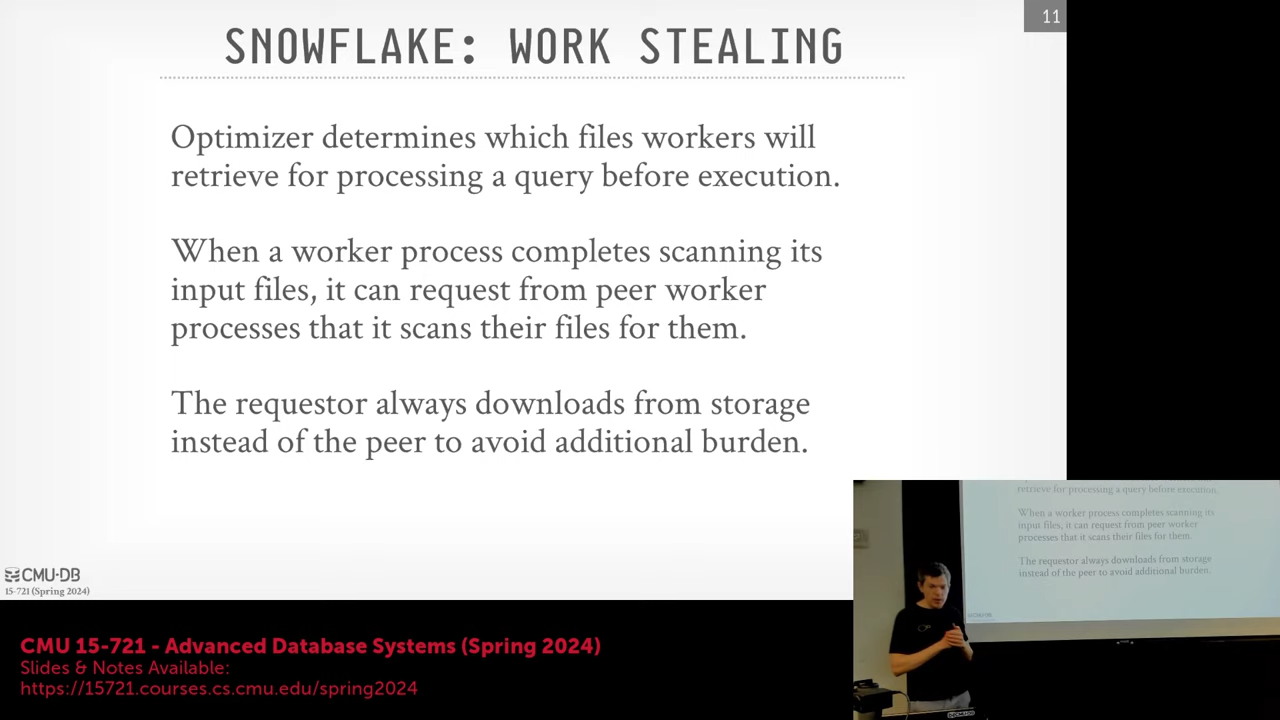 11
SNOWFLAKE: WORK STEALING
Optimizer determines which files workers will
retrieve for processing a query before execution.
When a worker process completes scanning its
input files, it can request from peer worker
processes that it scans their files for them.
The requestor always downloads from storage
instead of the peer to avoid additional burden.
CMU·DB
15-721 (Spring 2024)
retrieve for processing a query before execution.
When a worker process completes scanning its
input files, it can request from peer worker
processes that it scans their files for them.
The requestor always downloads from storage
instead of the peer to avoid additional burden.
CMU·DB
CMU 15-721 - Advanced Database Systems (Spring 2024)
Slides & Notes Available:
https://15721.courses.cs.cmu.edu/spring2024